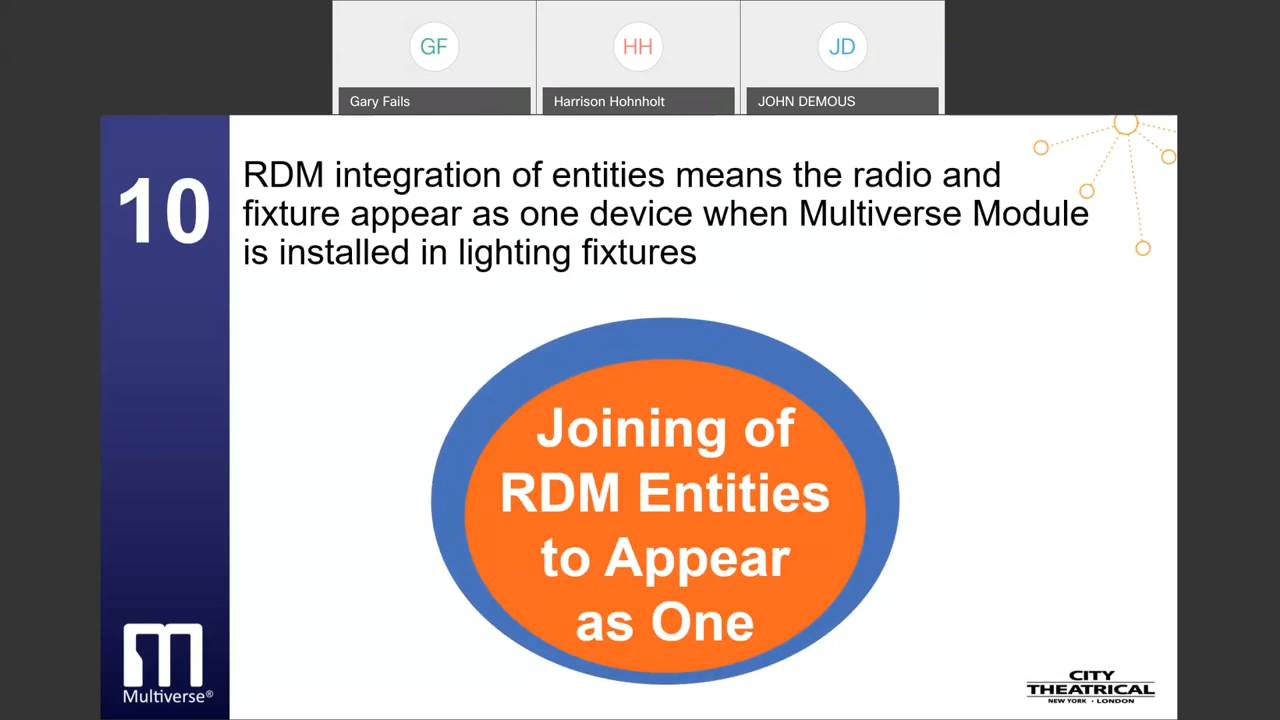 GF
HH
JD
Gary Fails
Harrison Hohnholt
JOHN DEMOUS
10
RDM integration of entities means the radio and
fixture appear as one device when Multiverse Module
is installed in lighting fixtures
Joining of
RDM Entities
to Appear
as One
Multiverse®
CITY
THEATRICAL
NEW YORK • LONDON